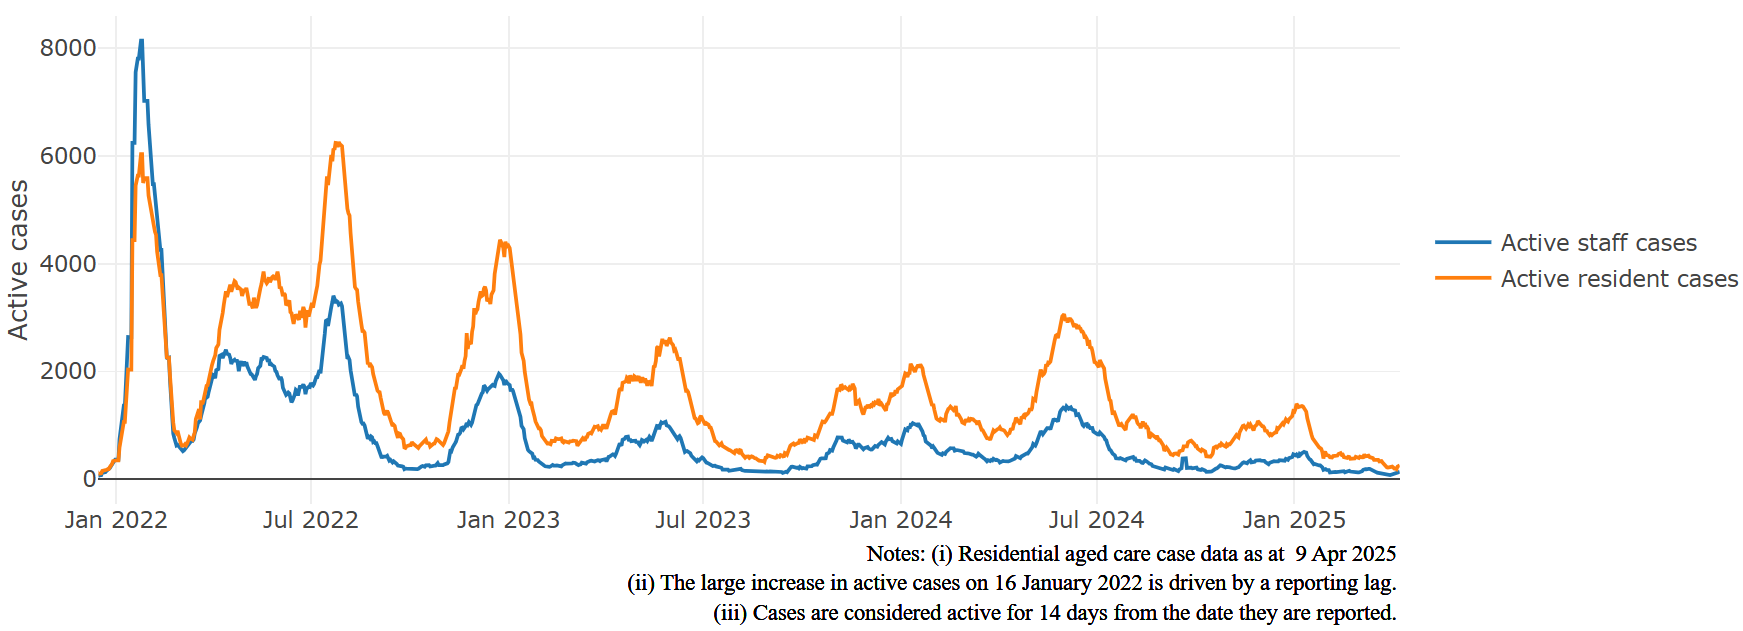 8000
6000
4000
2000
0
Active cases
Jan 2022
Jul 2022
Jan 2023
Jul 2023
Jan 2024
Jul 2024
Jan 2025
Active staff cases
Active resident cases
Notes: (i) Residential aged care case data as at  9 Apr 2025
(ii) The large increase in active cases on 16 January 2022 is driven by a reporting lag.
(iii) Cases are considered active for 14 days from the date they are reported.